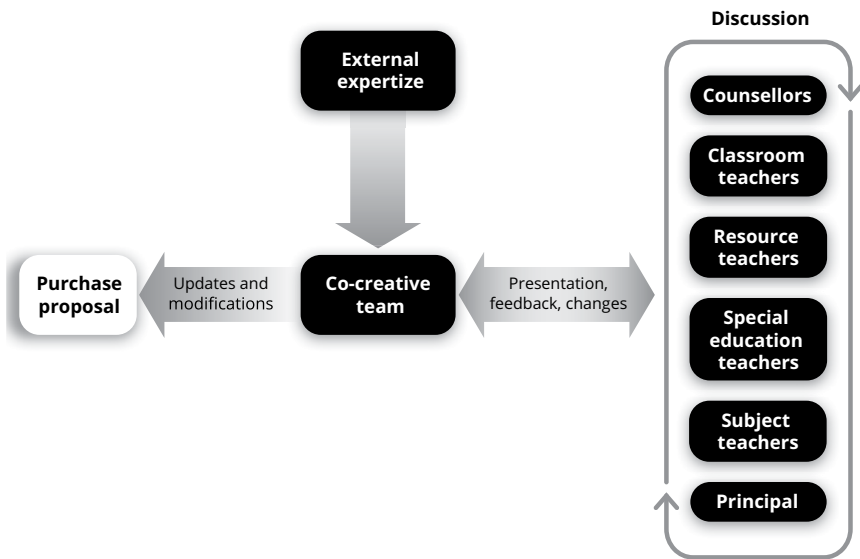 Discussion
External
expertize
Counsellors
Classroom
teachers
Resource
teachers
Purchase
proposal
Updates and
modifications
Co-creative
team
Presentation,
feedback, changes
Special
education
teachers
Subject
teachers
Principal